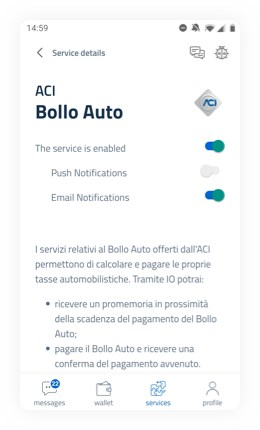 14:59
Service details
ACI
Bollo Auto
ACI
The service is enabled
Push Notifications
Email Notifications
I servizi relativi al Bollo Auto offerti dall'ACI
permettono di calcolare e pagare le proprie
tasse automobilistiche. Tramite IO potrai:
• ricevere un promemoria in prossimità
della scadenza del pagamento del Bollo
Auto;
• pagare il Bollo Auto e ricevere una
conferma del pagamento avvenuto.
22
messages wallet services profile